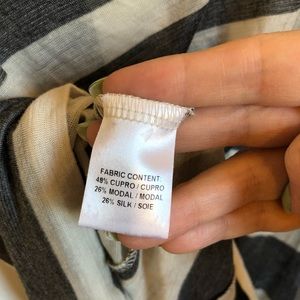 FABRIC CONTENT
48% CUPRO / CUPRO
26% MODAL / MODAL
26% SILK / SOIE